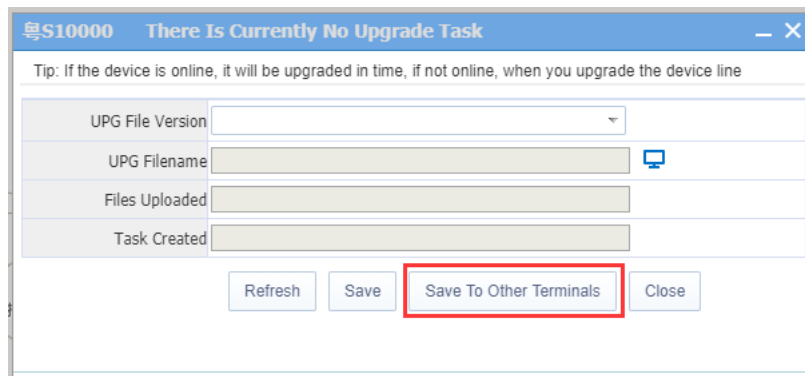 粤S10000 There Is Currently No Upgrade Task
Tip: If the device is online, it will be upgraded in time, if not online, when you upgrade the device line
UPG File Version
UPG Filename
Files Uploaded
Task Created
Refresh Save Save To Other Terminals Close